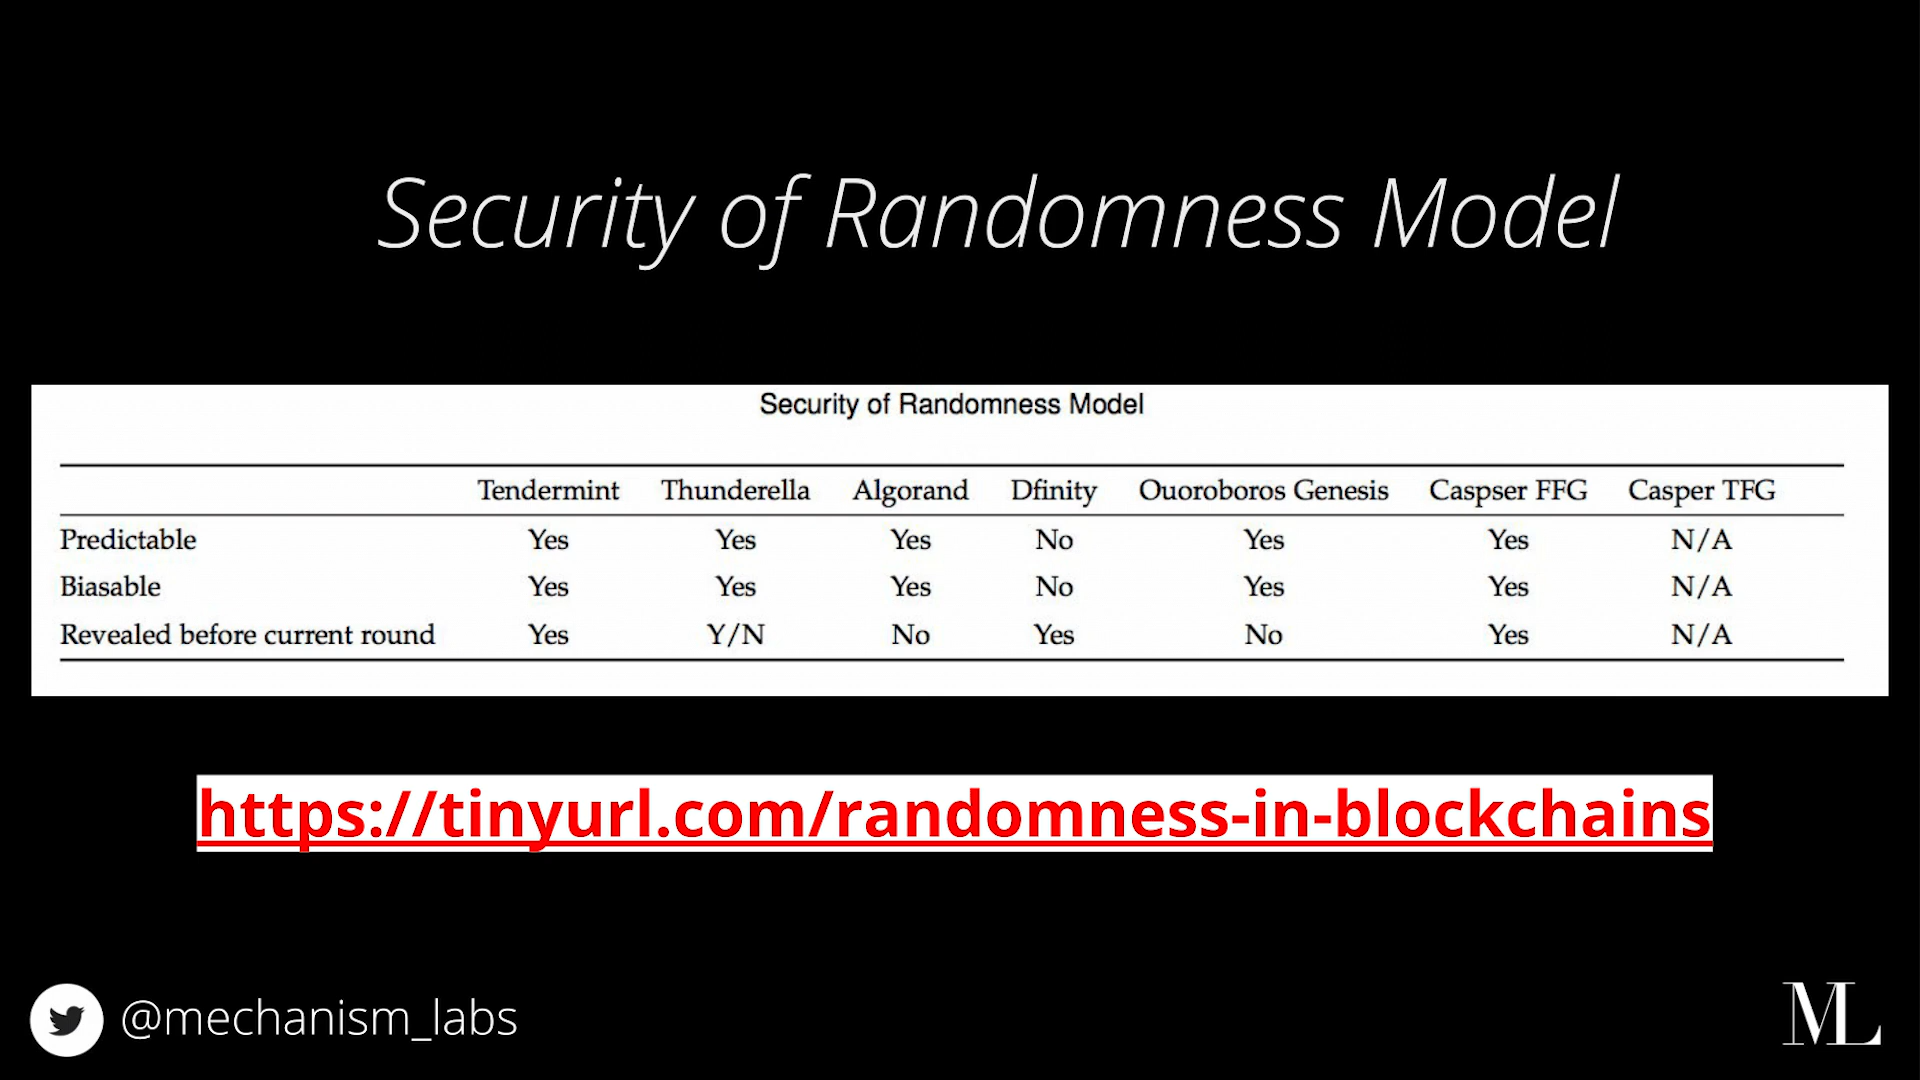 Security of Randomness Model
Security of Randomness Model
Tendermint Thunderella Algorand Dfinity Ouoroboros Genesis Caspser FFG Casper TFG
Predictable Yes Yes Yes No Yes Yes N/A
Biasable Yes Yes Yes No Yes Yes N/A
Revealed before current round Yes Y/N No Yes No Yes N/A
https://tinyurl.com/randomness-in-blockchains
@mechanism_labs
ML